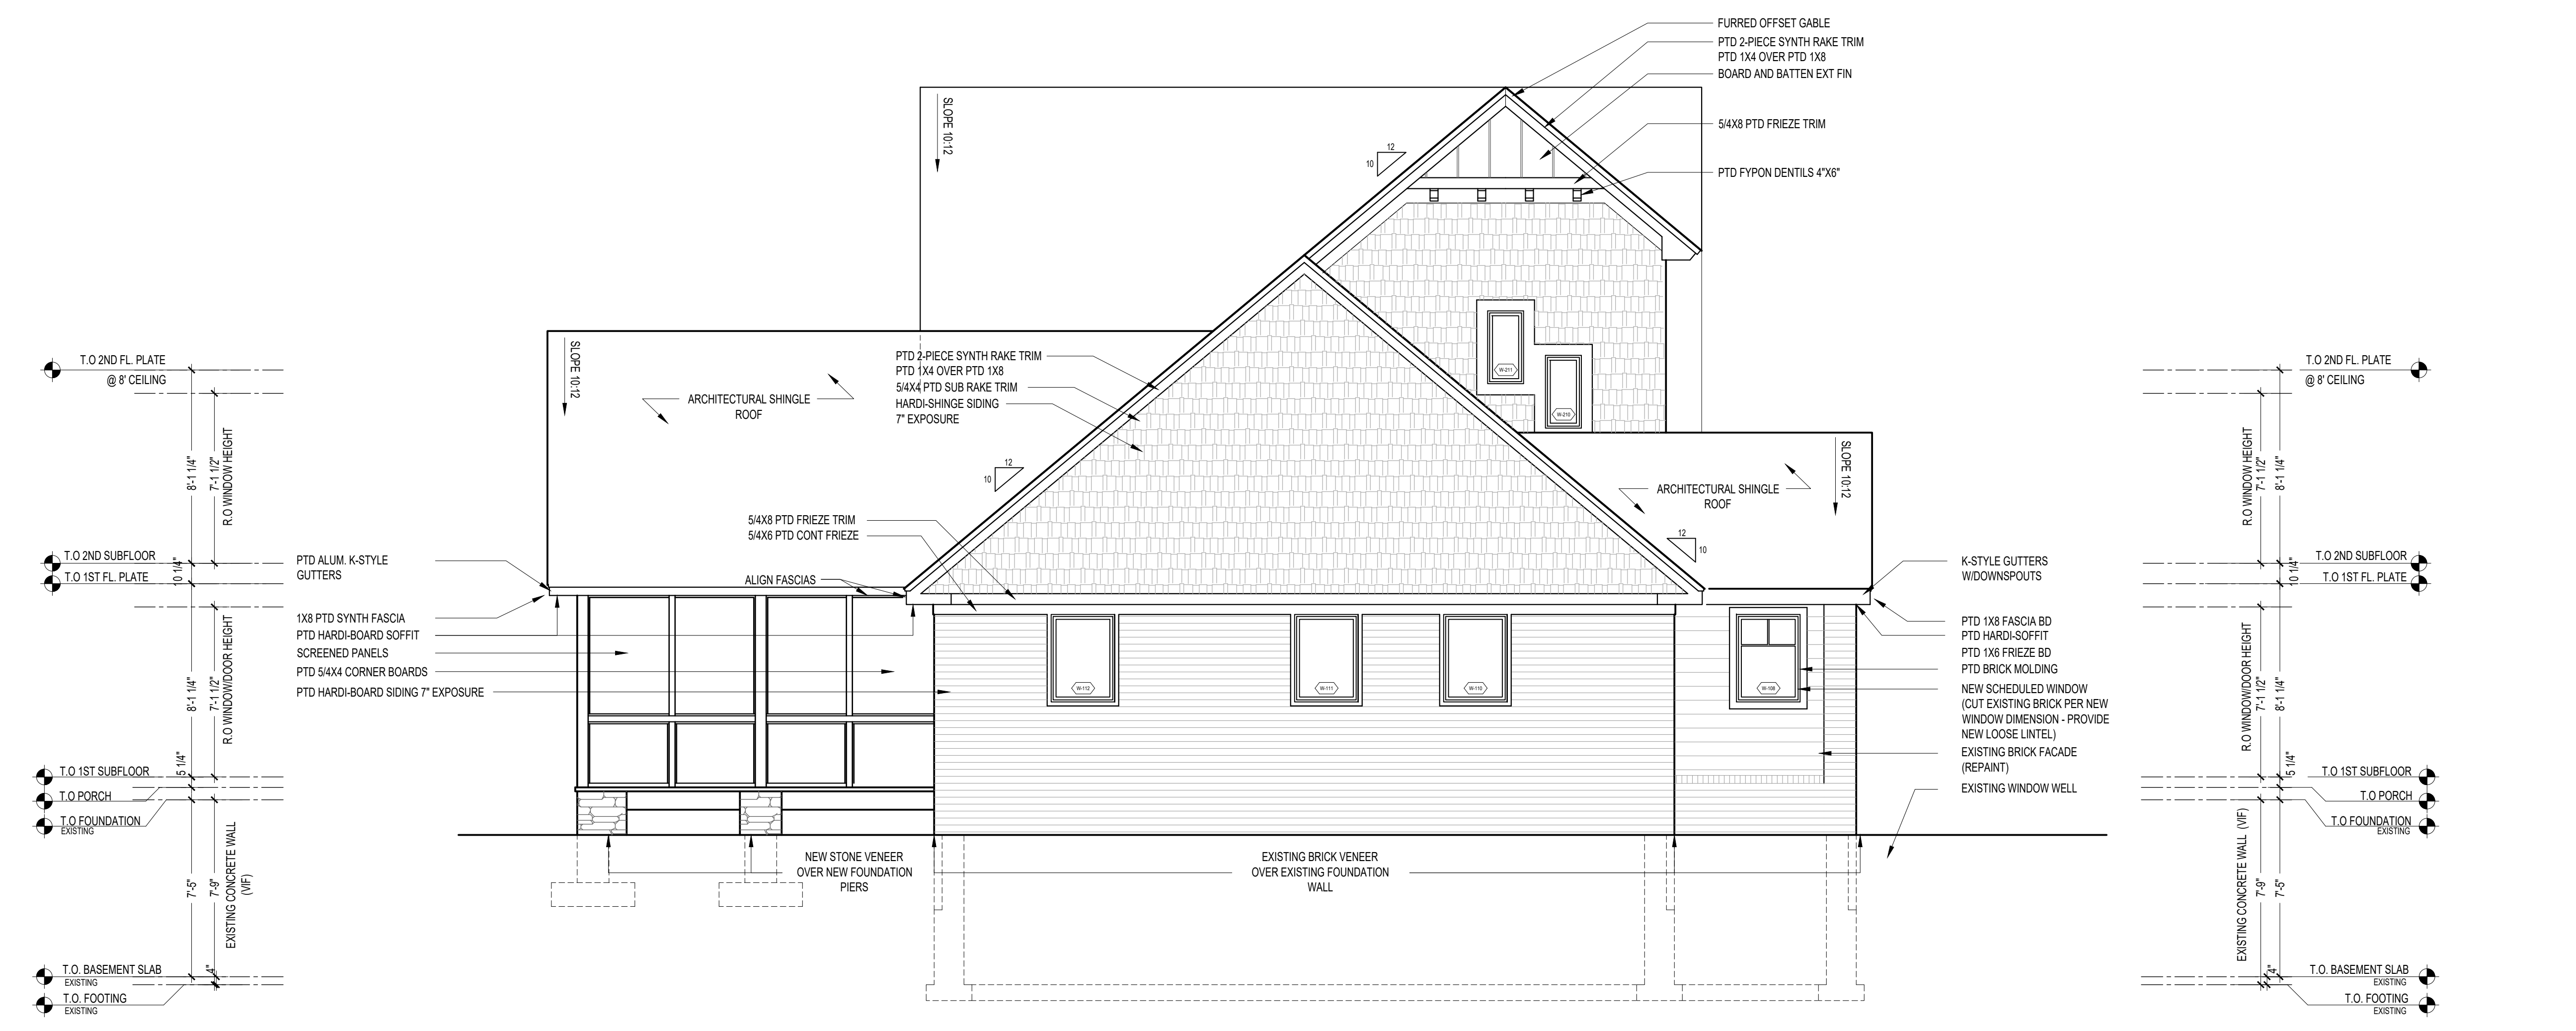 FURRED OFFSET GABLE
PTD 2-PIECE SYNTH RAKE TRIM
PTD 1X4 OVER PTD 1X8
BOARD AND BATTEN EXT FIN
5/4X8 PTD FRIEZE TRIM
PTD FYPON DENTILS 4"X6"
SLOPE 10:12
12
10
T.O 2ND FL. PLATE
@ 8' CEILING
8'-1 1/4"
7'-1 1/2"
R.O WINDOW HEIGHT
T.O 2ND SUBFLOOR
10 1/4"
T.O 1ST FL. PLATE
8'-1 1/4"
7'-1 1/2"
R.O WINDOW/DOOR HEIGHT
5 1/4"
T.O 1ST SUBFLOOR
T.O PORCH
T.O FOUNDATION
EXISTING
7'-5"
7'-9"
EXISTING CONCRETE WALL
(VIF)
4"
T.O. BASEMENT SLAB
EXISTING
T.O. FOOTING
EXISTING
SLOPE 10:12
ARCHITECTURAL SHINGLE
ROOF
PTD 2-PIECE SYNTH RAKE TRIM
PTD 1X4 OVER PTD 1X8
5/4X4 PTD SUB RAKE TRIM
HARDI-SHINGE SIDING
7" EXPOSURE
12
10
5/4X8 PTD FRIEZE TRIM
5/4X6 PTD CONT FRIEZE
ALIGN FASCIAS
PTD ALUM. K-STYLE
GUTTERS
1X8 PTD SYNTH FASCIA
PTD HARDI-BOARD SOFFIT
SCREENED PANELS
PTD 5/4X4 CORNER BOARDS
PTD HARDI-BOARD SIDING 7" EXPOSURE
W-211
W-210
W-112
W-111
W-110
W-108
ARCHITECTURAL SHINGLE
ROOF
SLOPE 10:12
12
10
K-STYLE GUTTERS
W/DOWNSPOUTS
PTD 1X8 FASCIA BD
PTD HARDI-SOFFIT
PTD 1X6 FRIEZE BD
PTD BRICK MOLDING
NEW SCHEDULED WINDOW
(CUT EXISTING BRICK PER NEW
WINDOW DIMENSION - PROVIDE
NEW LOOSE LINTEL)
EXISTING BRICK FACADE
(REPAINT)
EXISTING WINDOW WELL
NEW STONE VENEER
OVER NEW FOUNDATION
PIERS
EXISTING BRICK VENEER
OVER EXISTING FOUNDATION
WALL
T.O 2ND FL. PLATE
@ 8' CEILING
R.O WINDOW HEIGHT
7'-1 1/2"
8'-1 1/4"
T.O 2ND SUBFLOOR
10 1/4"
T.O 1ST FL. PLATE
R.O WINDOW/DOOR HEIGHT
7'-1 1/2"
8'-1 1/4"
5 1/4"
T.O 1ST SUBFLOOR
T.O PORCH
T.O FOUNDATION
EXISTING
EXISTING CONCRETE WALL (VIF)
7'-9"
7'-5"
4"
T.O. BASEMENT SLAB
EXISTING
T.O. FOOTING
EXISTING